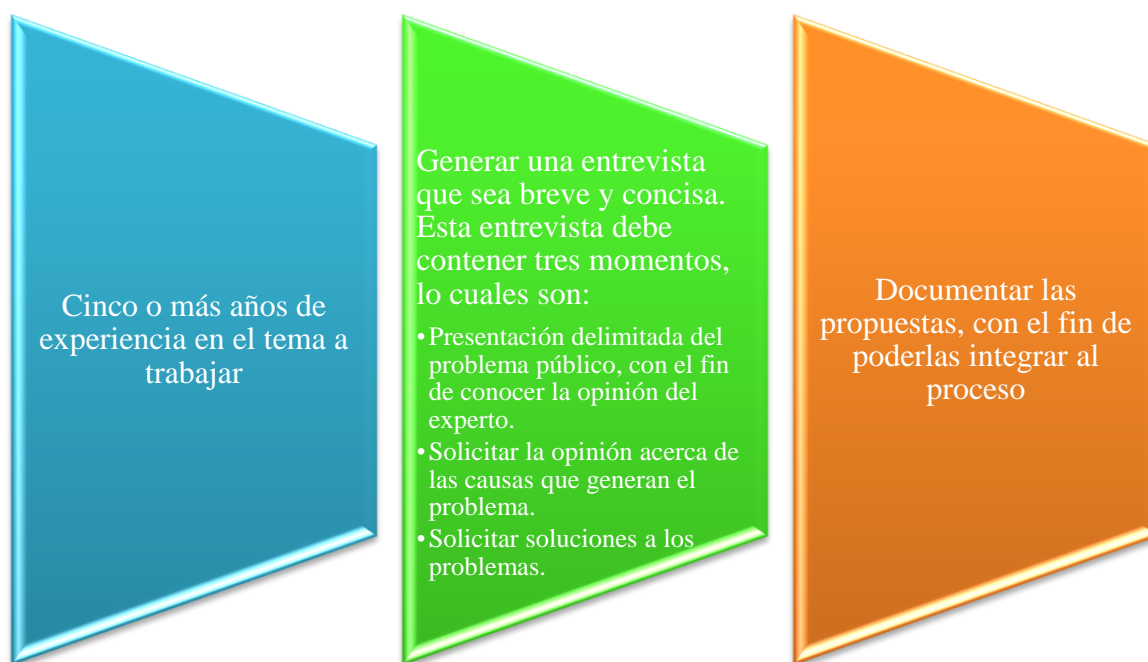 Cinco o más años de
experiencia en el tema a
trabajar
Generar una entrevista
que sea breve y concisa.
Esta entrevista debe
contener tres momentos,
lo cuales son:
•Presentación delimitada del
problema público, con el fin
de conocer la opinión del
experto.
•Solicitar la opinión acerca de
las causas que generan el
problema.
•Solicitar soluciones a los
problemas.
Documentar las
propuestas, con el fin de
poderlas integrar al
proceso